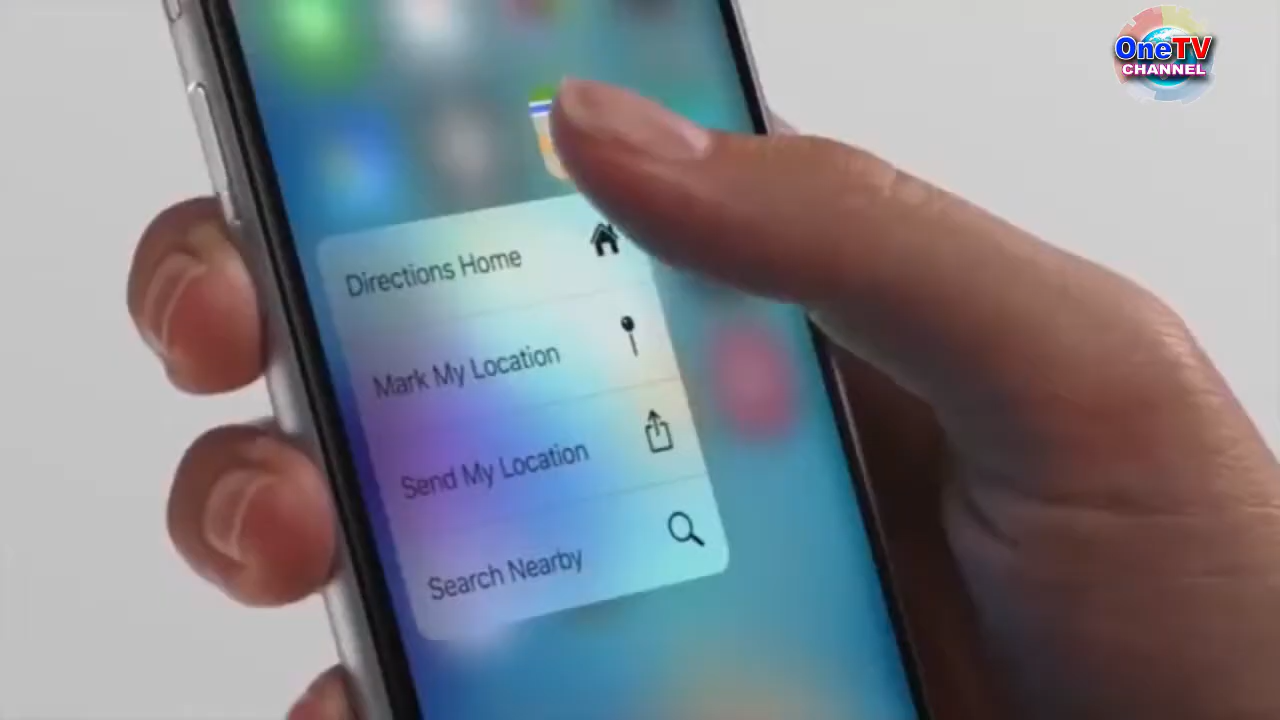 OneTV
CHANNEL
Directions Home
Mark My Location
Send My Location
Search Nearby